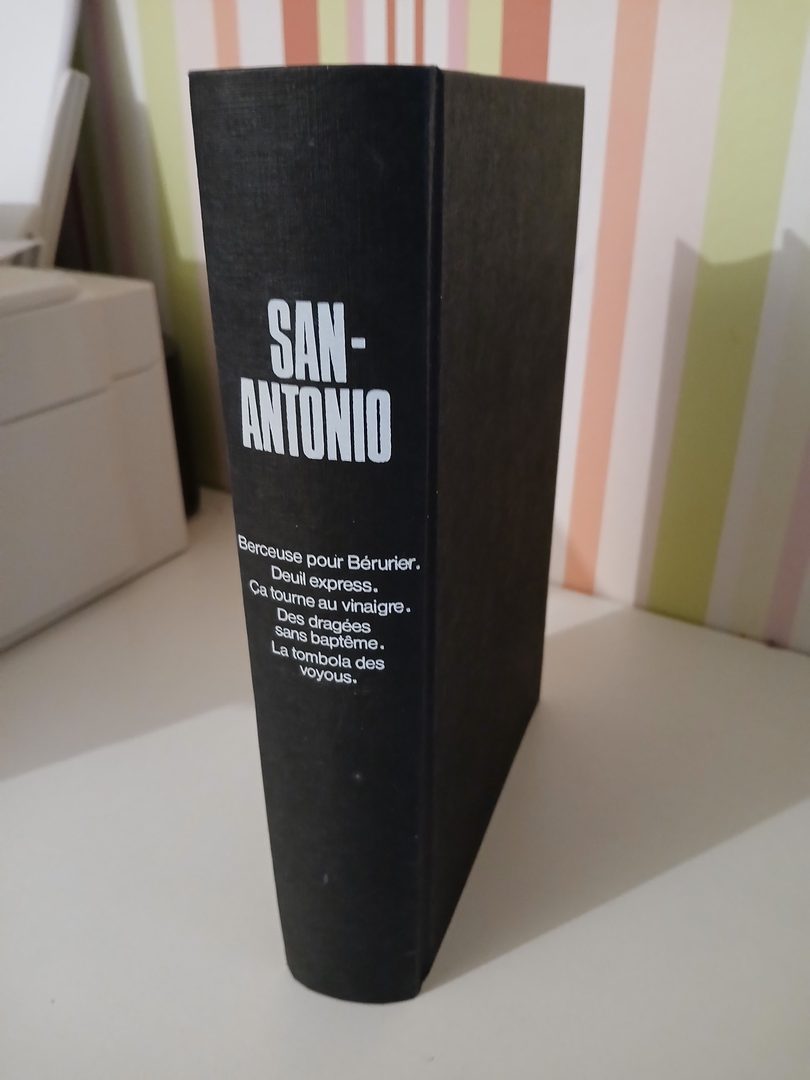 SAN-
ANTONIO
Berceuse pour Bérurier.
Deuil express.
Ça tourne au vinaigre.
Des dragées
sans baptême.
La tombola des
voyous.